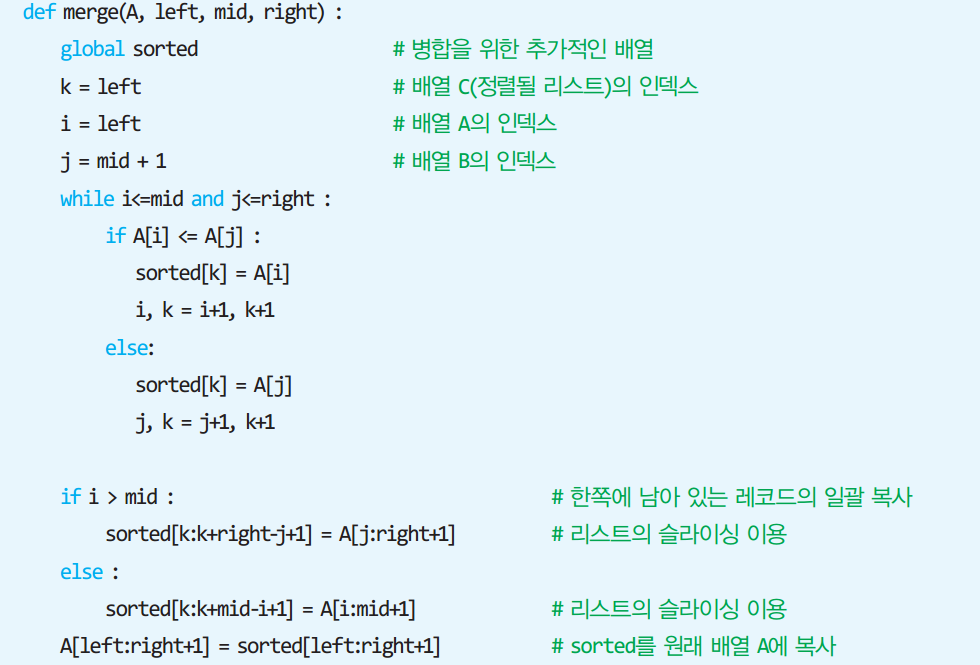 def merge(A, left, mid, right) :
global sorted # 병합을 위한 추가적인 배열
k = left # 배열 C(정렬될 리스트)의 인덱스
i = left # 배열 A의 인덱스
j = mid + 1 # 배열 B의 인덱스
while i<=mid and j<=right :
if A[i] <= A[j] :
sorted[k] = A[i]
i, k = i+1, k+1
else:
sorted[k] = A[j]
j, k = j+1, k+1
if i > mid : # 한쪽에 남아 있는 레코드의 일괄 복사
sorted[k:k+right-j+1] = A[j:right+1] # 리스트의 슬라이싱 이용
else :
sorted[k:k+mid-i+1] = A[i:mid+1] # 리스트의 슬라이싱 이용
A[left:right+1] = sorted[left:right+1] # sorted를 원래 배열 A에 복사